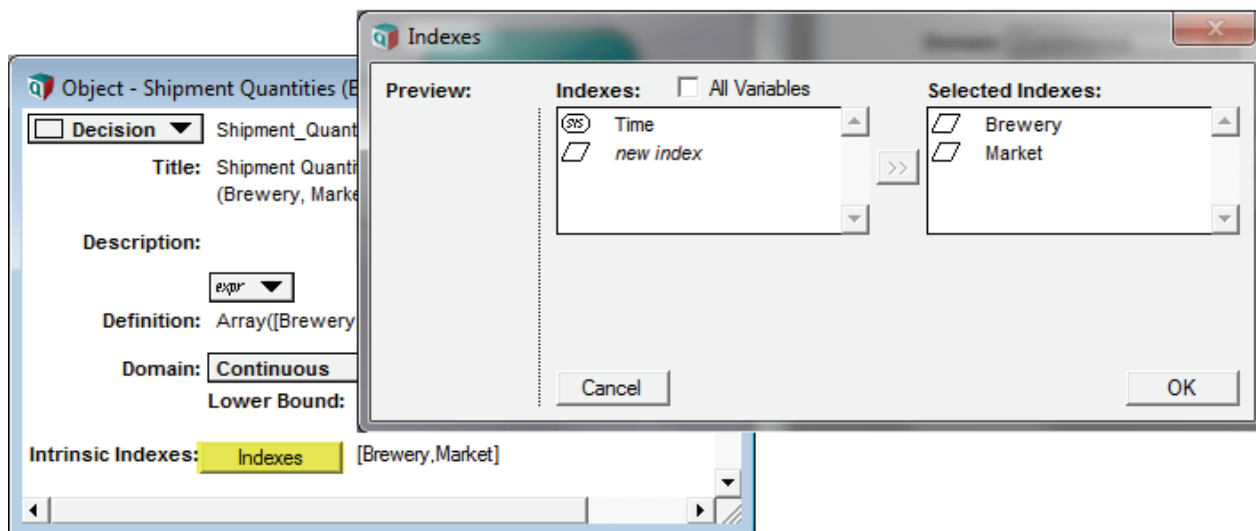 Indexes
Object - Shipment Quantities (
Decision
Shipment_Quant
Title: Shipment Quanti
(Brewery, Marke
Description:
expr
Definition: Array([Brewery
Domain: Continuous
Lower Bound:
Intrinsic Indexes: Indexes [Brewery,Market]
Preview:
Indexes: All Variables
Time
new index
>>
Selected Indexes:
Brewery
Market
Cancel
OK